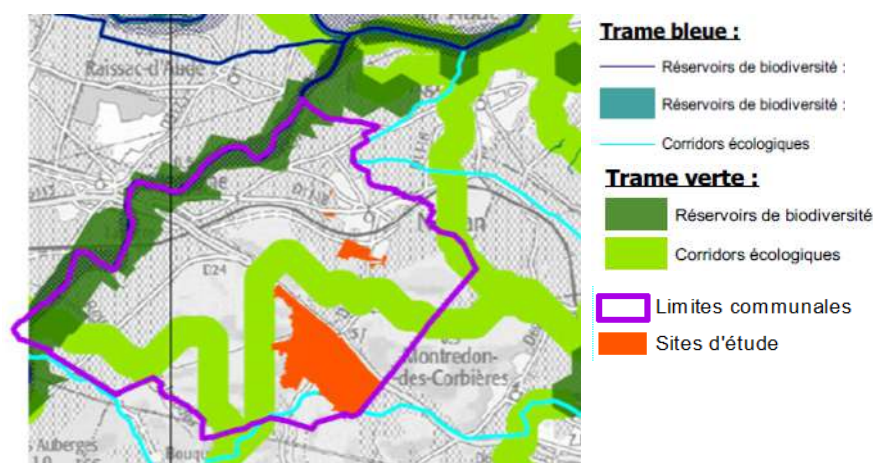 Raissac-d'Aude
D24
Montredon-
des-Corbières
Auberges
Trame bleue :
Réservoirs de biodiversité :
Réservoirs de biodiversité :
Corridors écologiques
Trame verte :
Réservoirs de biodiversité
Corridors écologiques
Limites communales
Sites d'étude